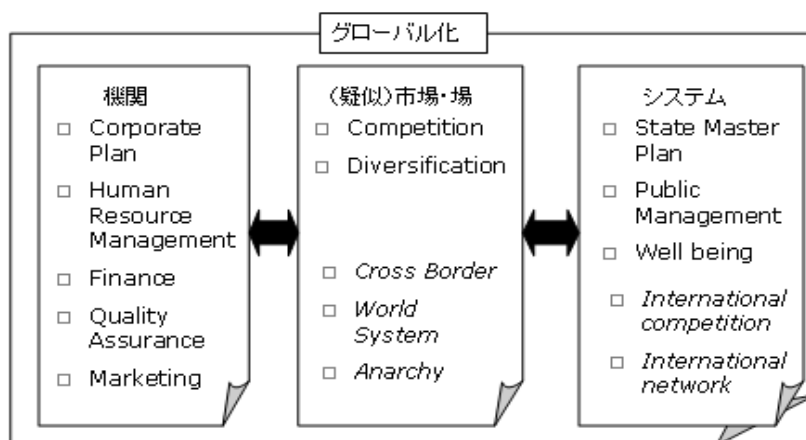 グローバル化
機関
Corporate
Plan
Human
Resource
Management
Finance
Quality
Assurance
Marketing
(疑似)市場・場
Competition
Diversification
Cross Border
World
System
Anarchy
システム
State Master
Plan
Public
Management
Well being
International
competition
International
network